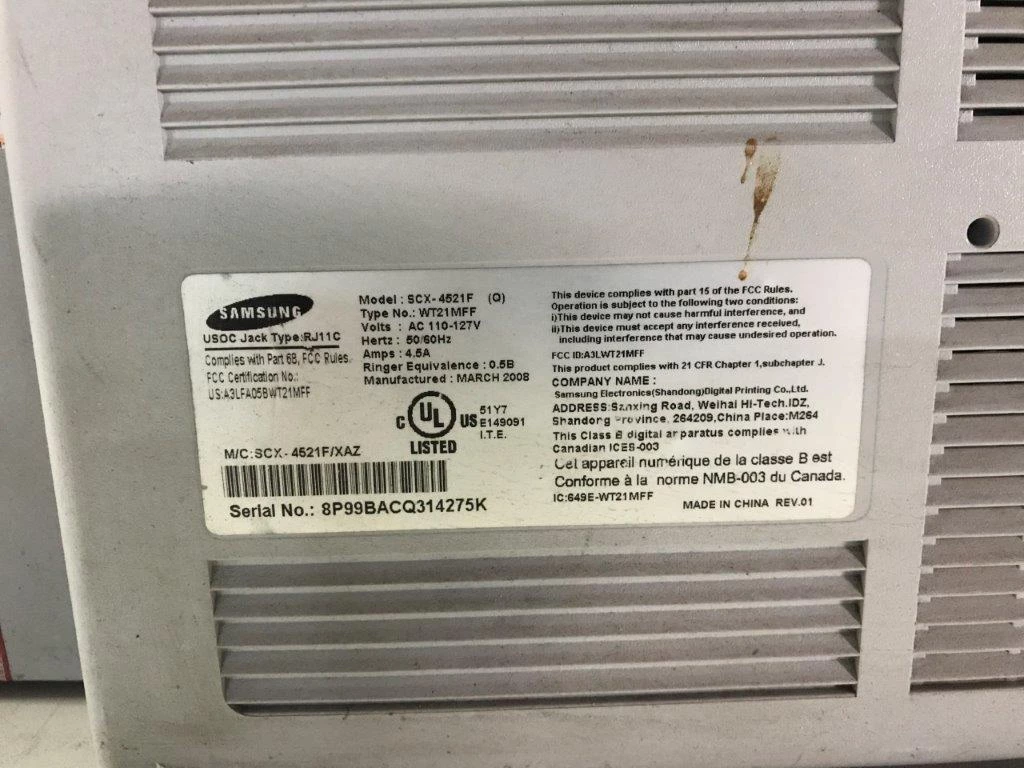 SAMSUNG
USOC Jack Type:RJ11C
Complies with Part 68, FCC Rules.
FCC Certification No.:
US:A3LFA05BWT21MFF
Model : SCX- 4521F (Q)
Type No.: WT21MFF
Volts : AC 110-127V
Hertz : 50/60Hz
Amps : 4.5A
Ringer Equivalence : 0.5B
Manufactured : MARCH 2008
C UL US
LISTED
51Y7
E149091
I.T.E.
M/C:SCX- 4521F/XAZ
Serial No.: 8P99BACQ314275K
This device complies with part 15 of the FCC Rules.
Operation is subject to the following two conditions:
i)This device may not cause harmful interference, and
ii)This device must accept any interference received,
including interference that may cause undesired operation.
FCC ID:A3LWT21MFF
This product complies with 21 CFR Chapter 1,subchapter J.
COMPANY NAME :
Samsung Electronics(Shandong)Digital Printing Co.,Ltd.
ADDRESS:Sanxing Road, Weihai Hi-Tech.IDZ,
Shandong Province, 264209,China Place:M264
This Class B digital apparatus complies with
Canadian ICES-003
Cet appareil numérique de la classe B est
Conforme à la norme NMB-003 du Canada.
IC:649E-WT21MFF
MADE IN CHINA REV.01